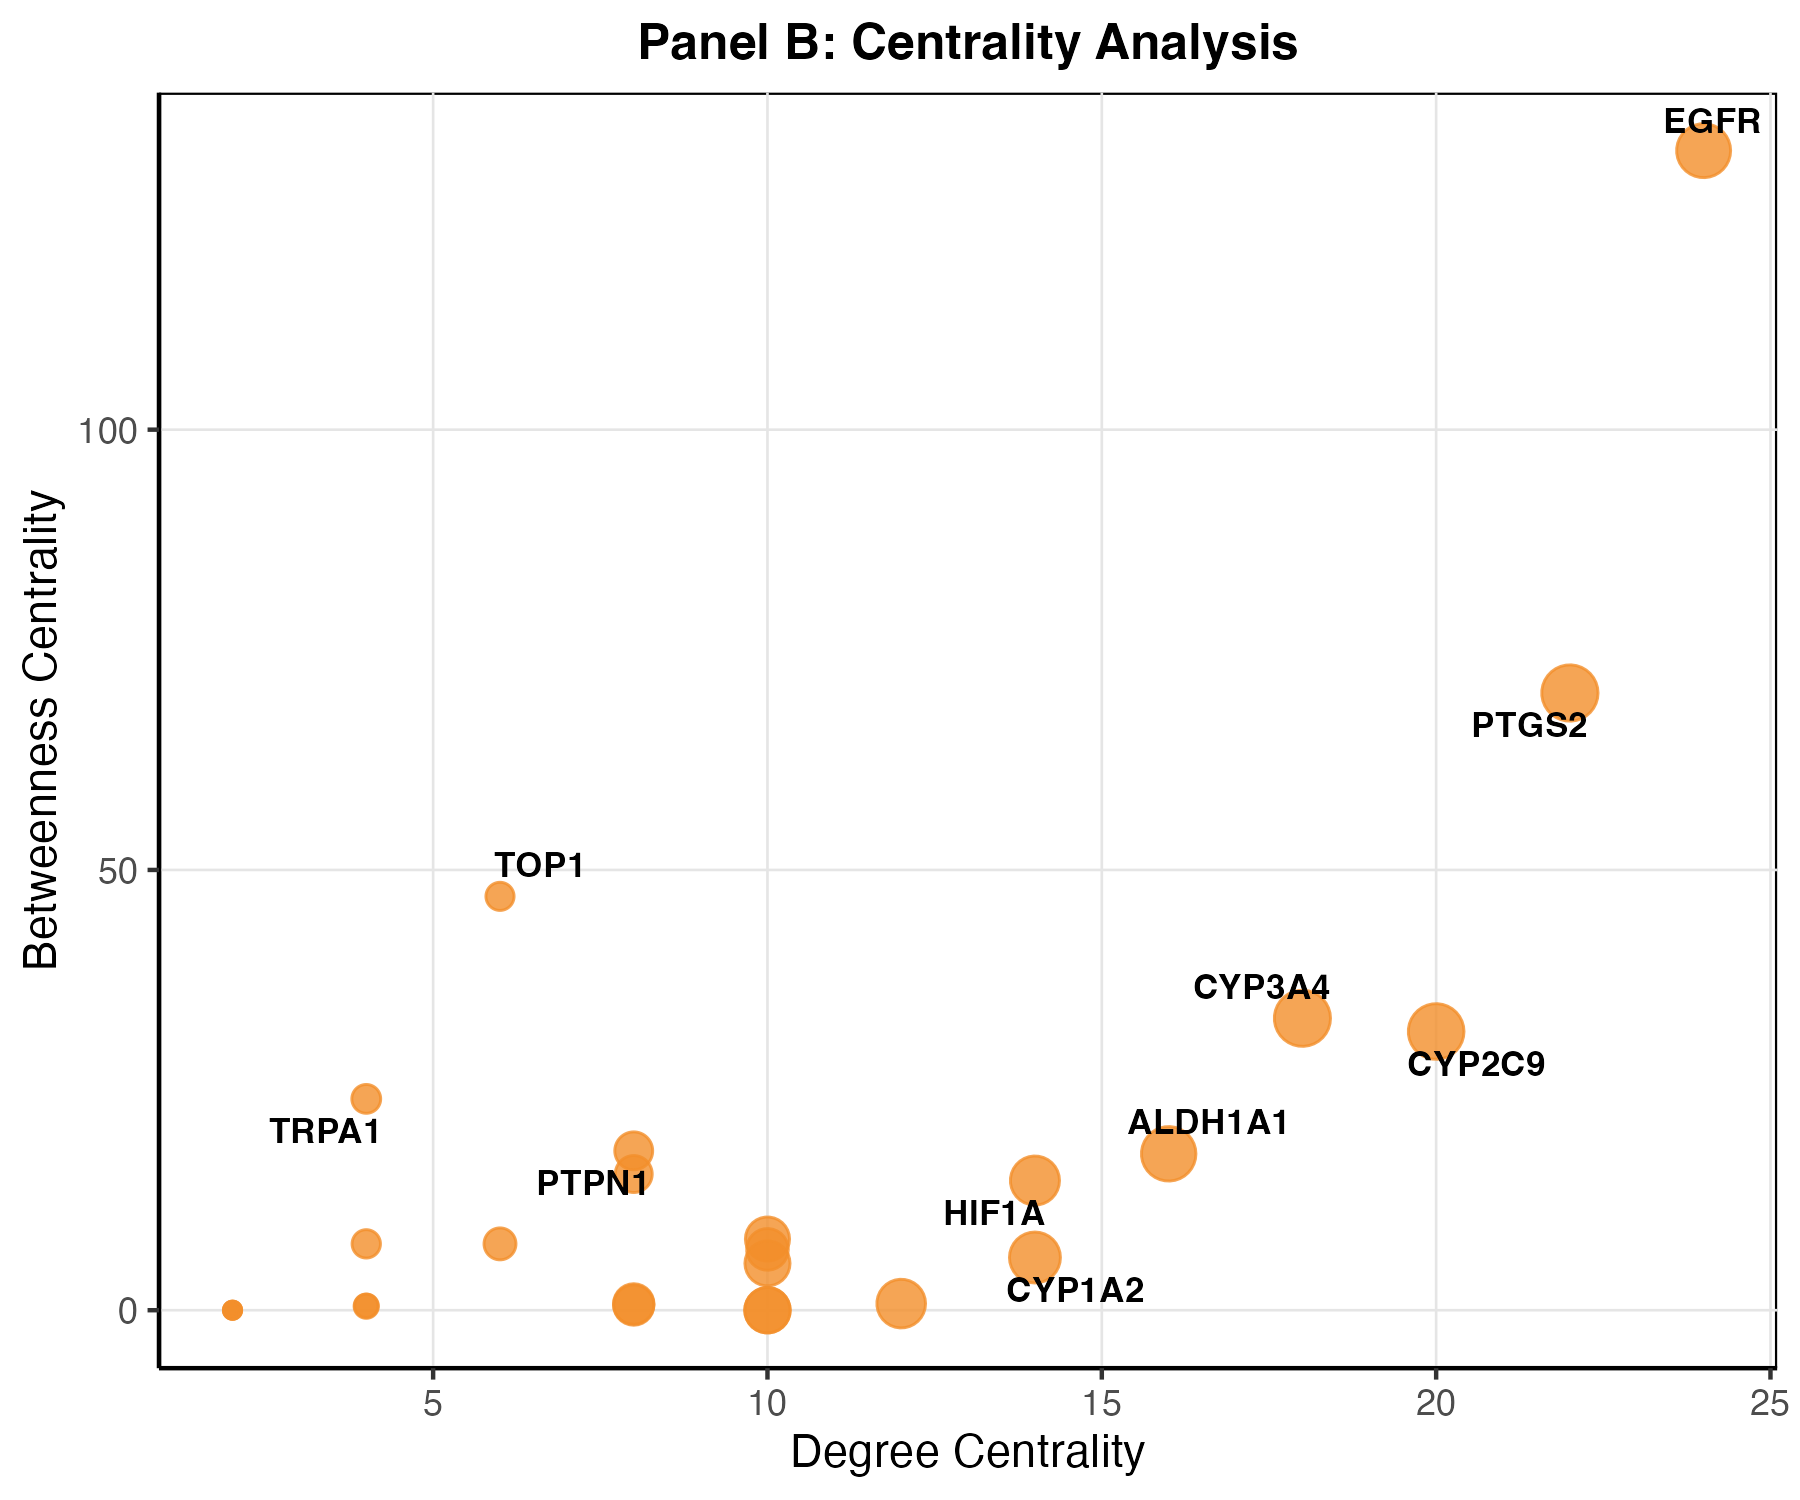 Panel B: Centrality Analysis
EGFR
100
PTGS2
Betweenness Centrality
TOP1
50
CYP3A4
CYP2C9
ALDH1A1
TRPA1
PTPN1
HIF1A
CYP1A2
0
5
10
15
20
25
Degree Centrality